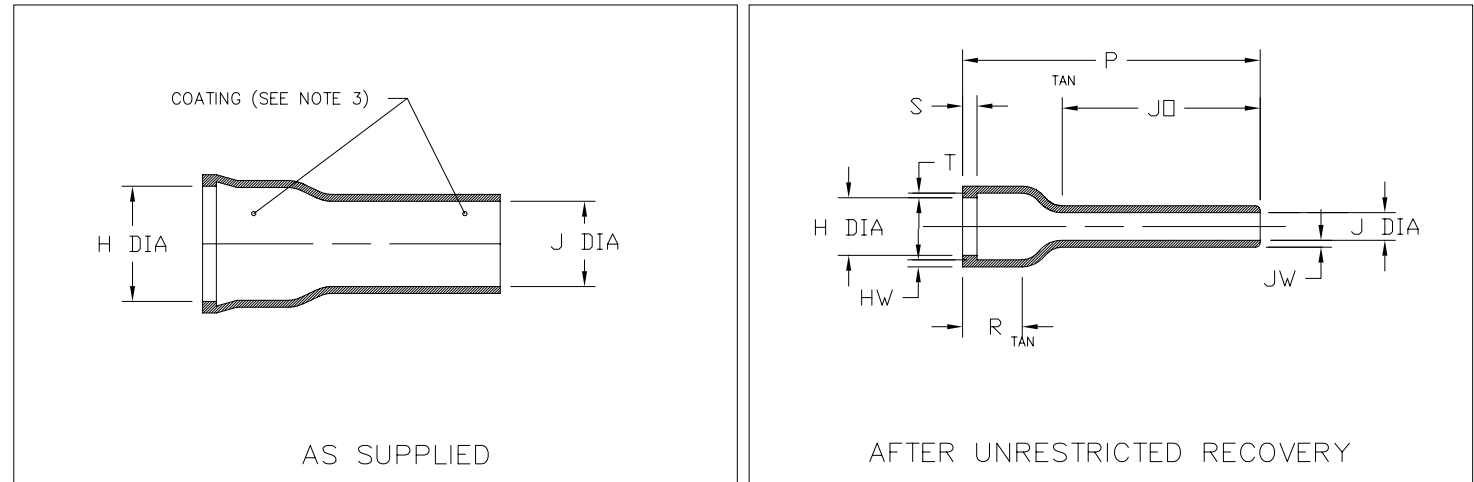 COATING (SEE NOTE 3)
H DIA
J DIA
AS SUPPLIED
P
TAN
S
JO
T
H DIA
J DIA
HW
JW
R
TAN
AFTER UNRESTRICTED RECOVERY